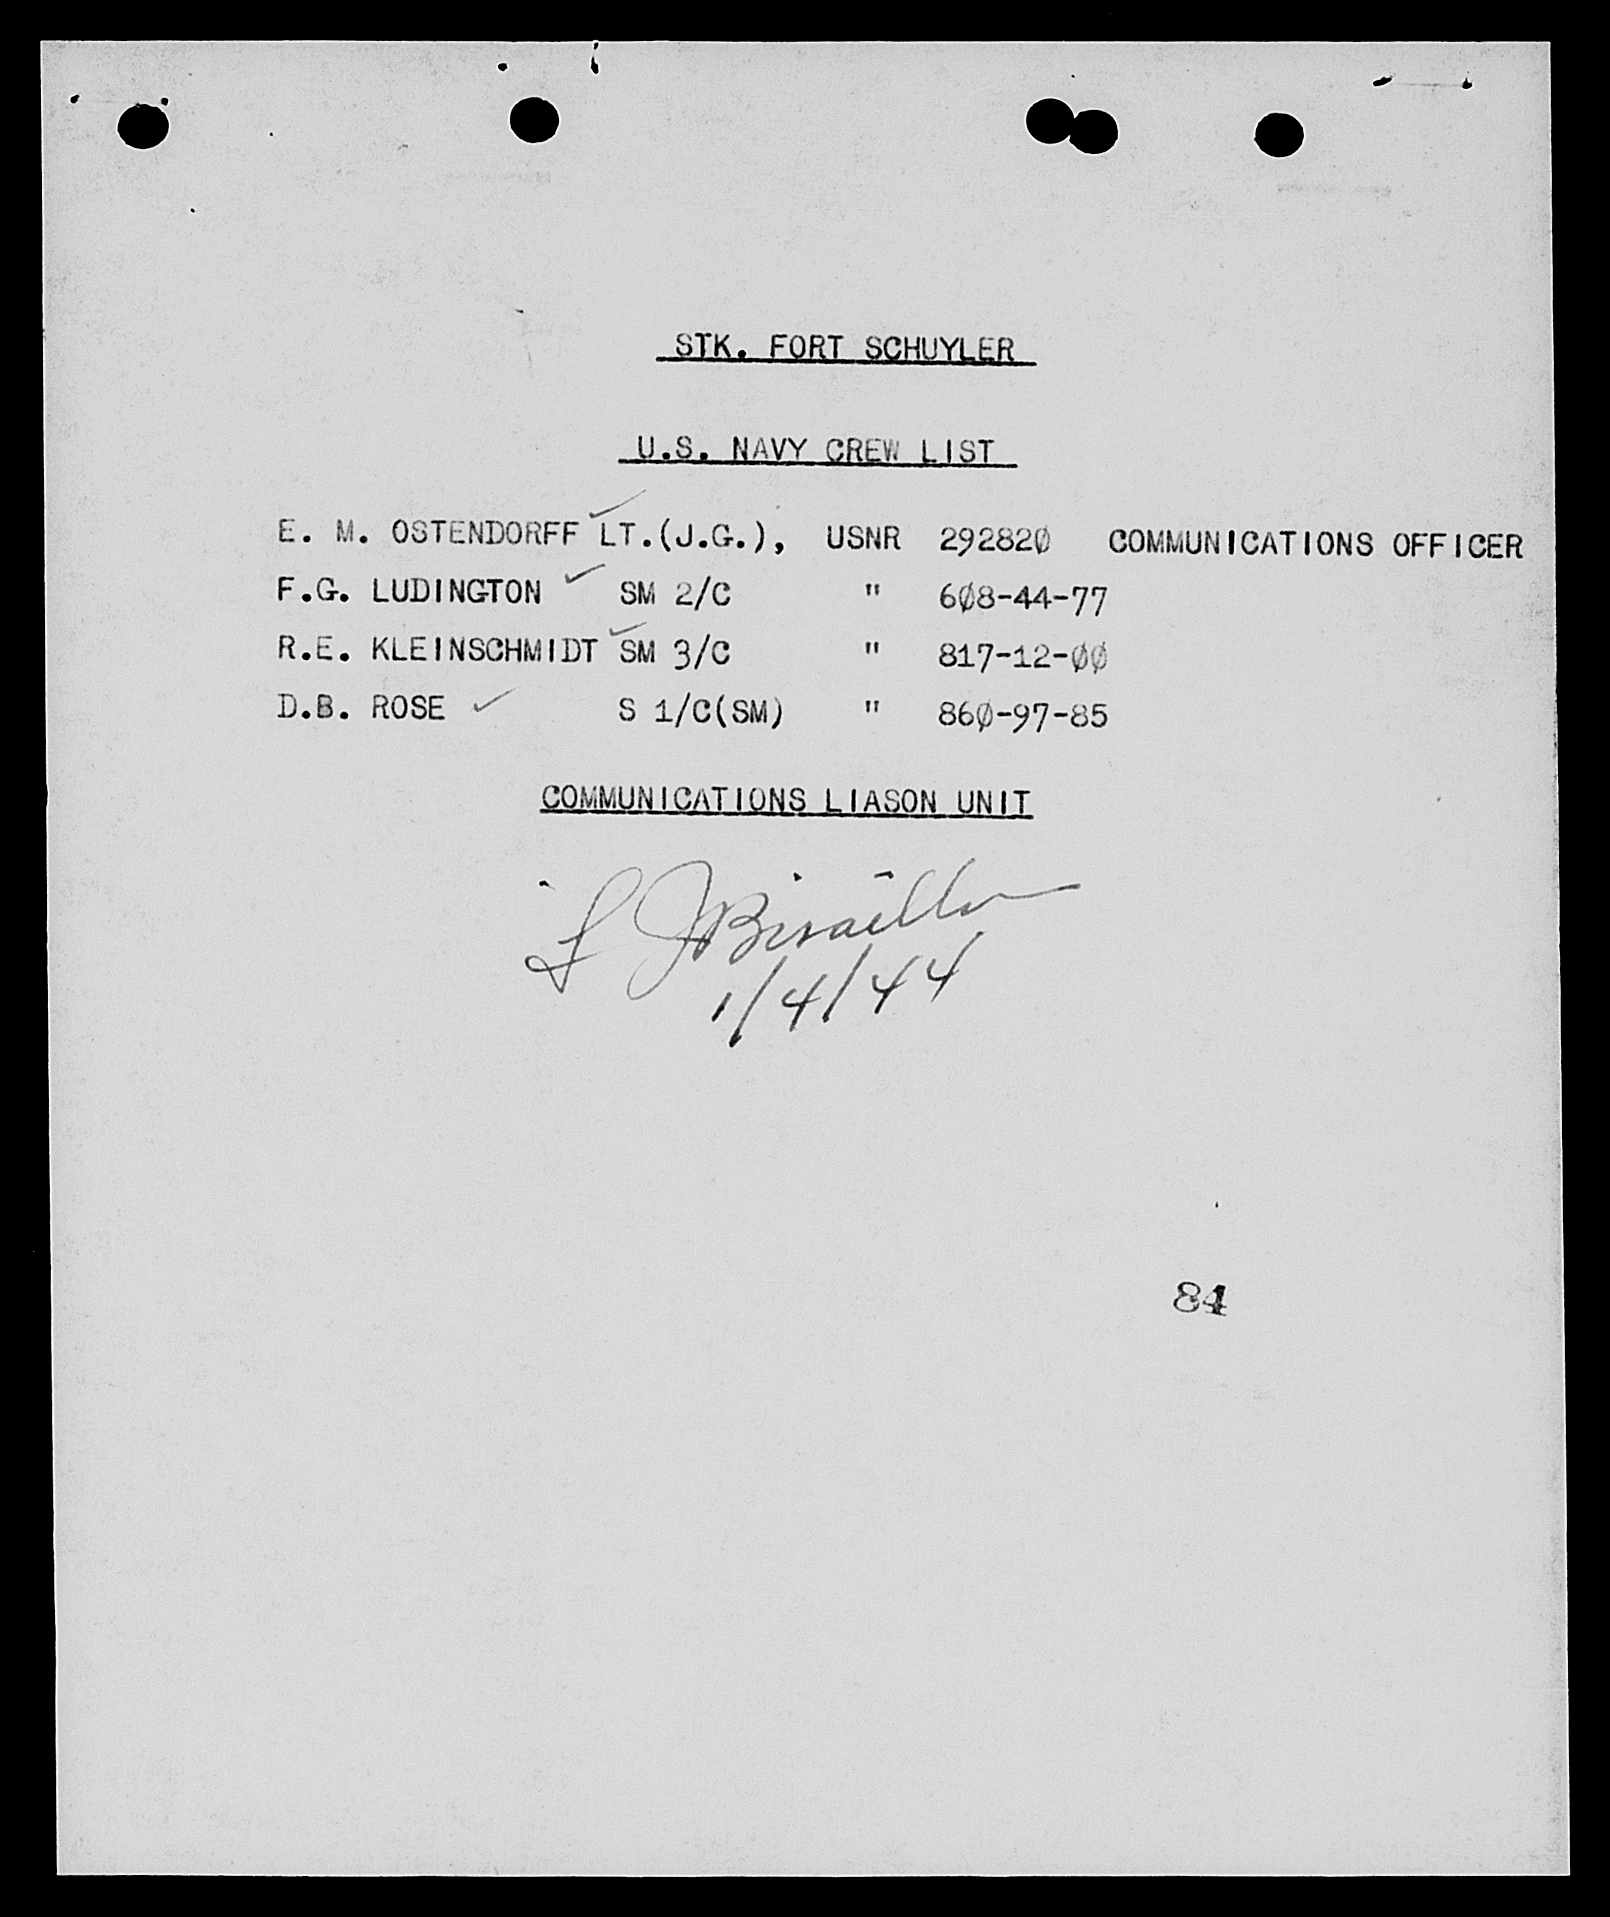 STK. FORT SCHUYLER
U.S. NAVY CREW LIST
E. M. OSTENDORFF ✓ LT.(J.G.), USNR 292820 COMMUNICATIONS OFFICER
F.G. LUDINGTON ✓ SM 2/C " 608-44-77
R.E. KLEINSCHMIDT ✓ SM 3/C " 817-12-00
D.B. ROSE ✓ S 1/C(SM) " 860-97-85
COMMUNICATIONS LIASON UNIT
1/4/44
84